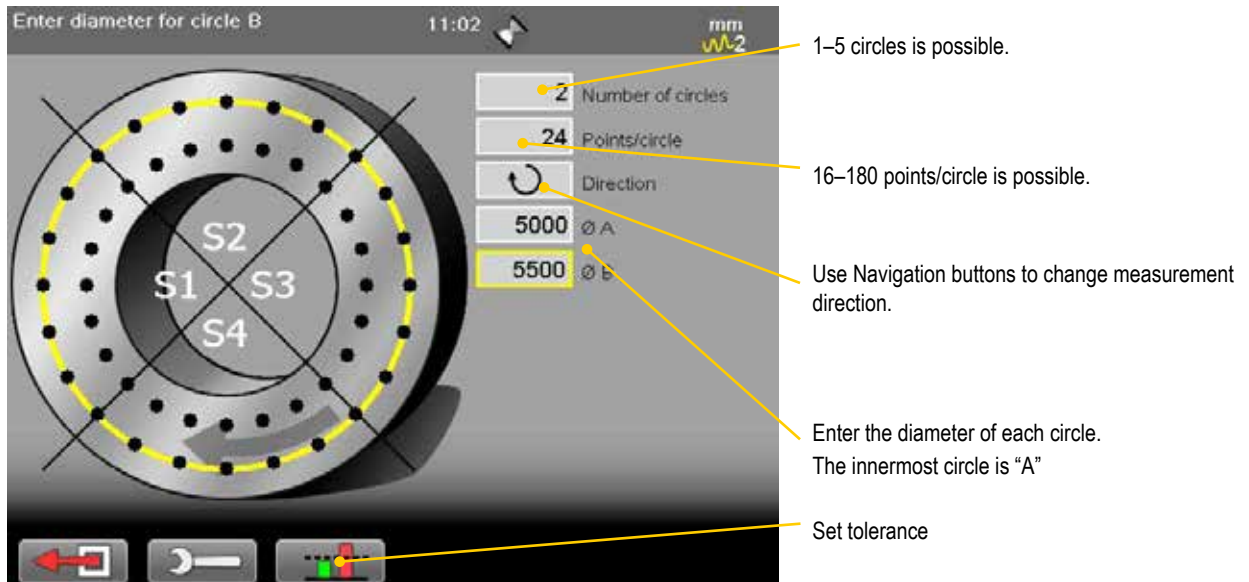 Enter diameter for circle B
11:02
mm
2
2 Number of circles
24 Points/circle
Direction
5000 Ø A
5500 Ø B
S2
S1 S3
S4
1–5 circles is possible.
16–180 points/circle is possible.
Use Navigation buttons to change measurement
direction.
Enter the diameter of each circle.
The innermost circle is “A”
Set tolerance